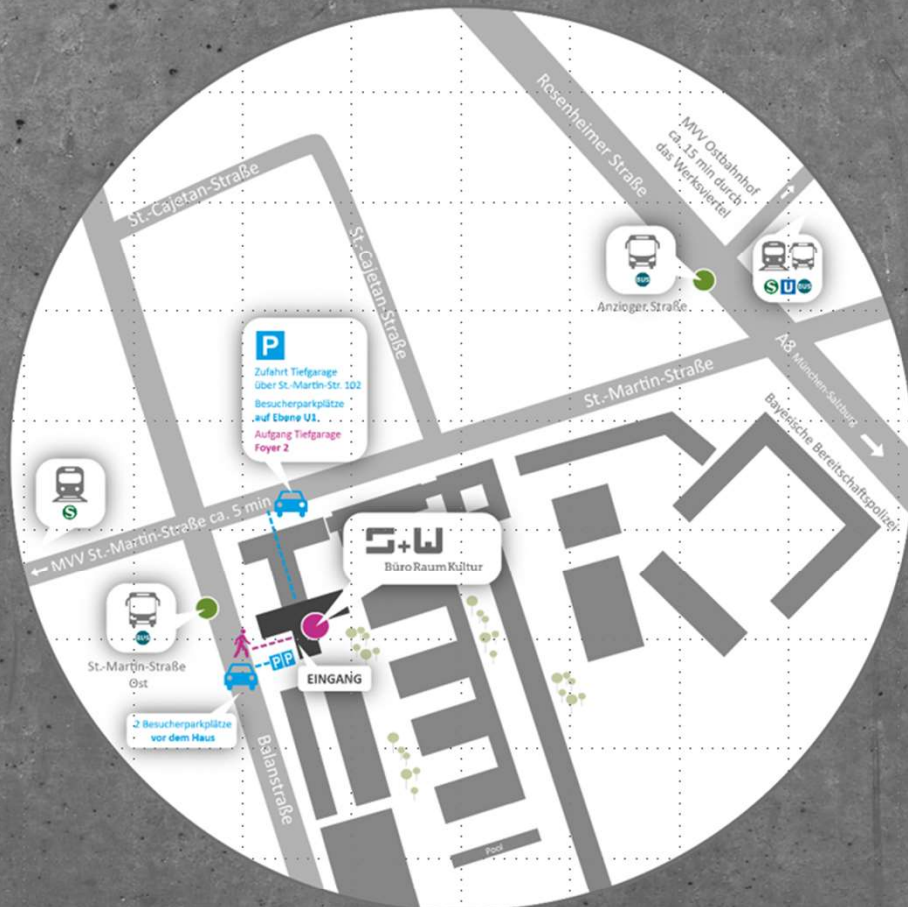 Rosenheimer Straße
MVV Ostbahnhof
ca. 15 min durch
das Werksviertel
St.-Cajetan-Straße
St.-Cajetan-Straße
BUS
Anzinger Straße
S U BUS
A8 München-Salzburg
P
Zufahrt Tiefgarage
über St.-Martin-Str. 102
Besucherparkplätze
auf Ebene U1.
Aufgang Tiefgarage
Foyer 2
St.-Martin-Straße
Bayerische Bereitschaftspolizei
S
MVV St.-Martin-Straße ca. 5 min
S+W
Büro Raum Kultur
BUS
St.-Martin-Straße
Ost
PP
EINGANG
2 Besucherparkplätze
vor dem Haus
Balanstraße
Pool